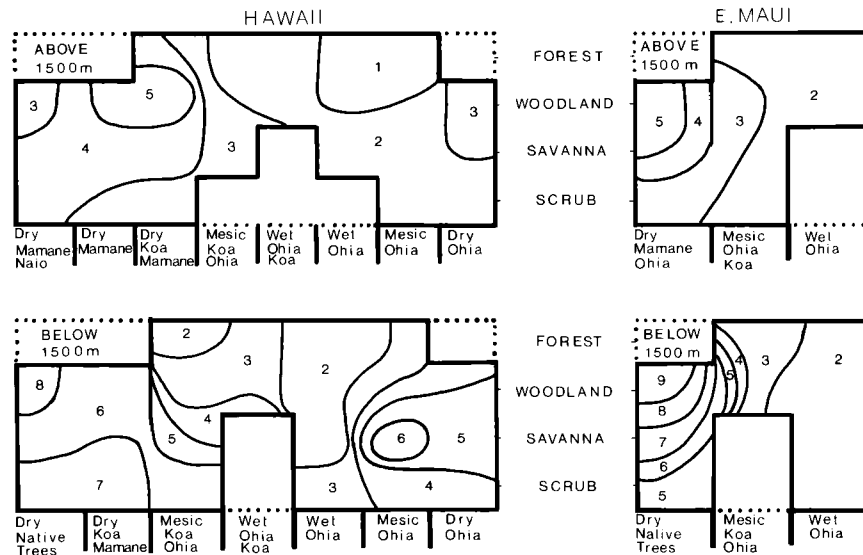 HAWAII
E. MAUI
ABOVE
1500m
FOREST
ABOVE
1500m
1
3
5
WOODLAND
3
5
4
2
4
3
2
SAVANNA
3
SCRUB
Dry Mamane Naio
Dry Mamane
Dry Koa Mamane
Mesic Koa Ohia
Wet Ohia Koa
Wet Ohia
Mesic Ohia
Dry Ohia
Dry Mamane Ohia
Mesic Ohia Koa
Wet Ohia
BELOW
1500m
2
3
2
FOREST
BELOW
1500m
4
3
2
8
6
4
WOODLAND
9
5
8
5
6
5
SAVANNA
7
6
7
3
4
SCRUB
5
Dry Native Trees
Dry Koa Mamane
Mesic Koa Ohia
Wet Ohia Koa
Wet Ohia
Mesic Ohia
Dry Ohia
Dry Native Trees
Mesic Koa Ohia
Wet Ohia